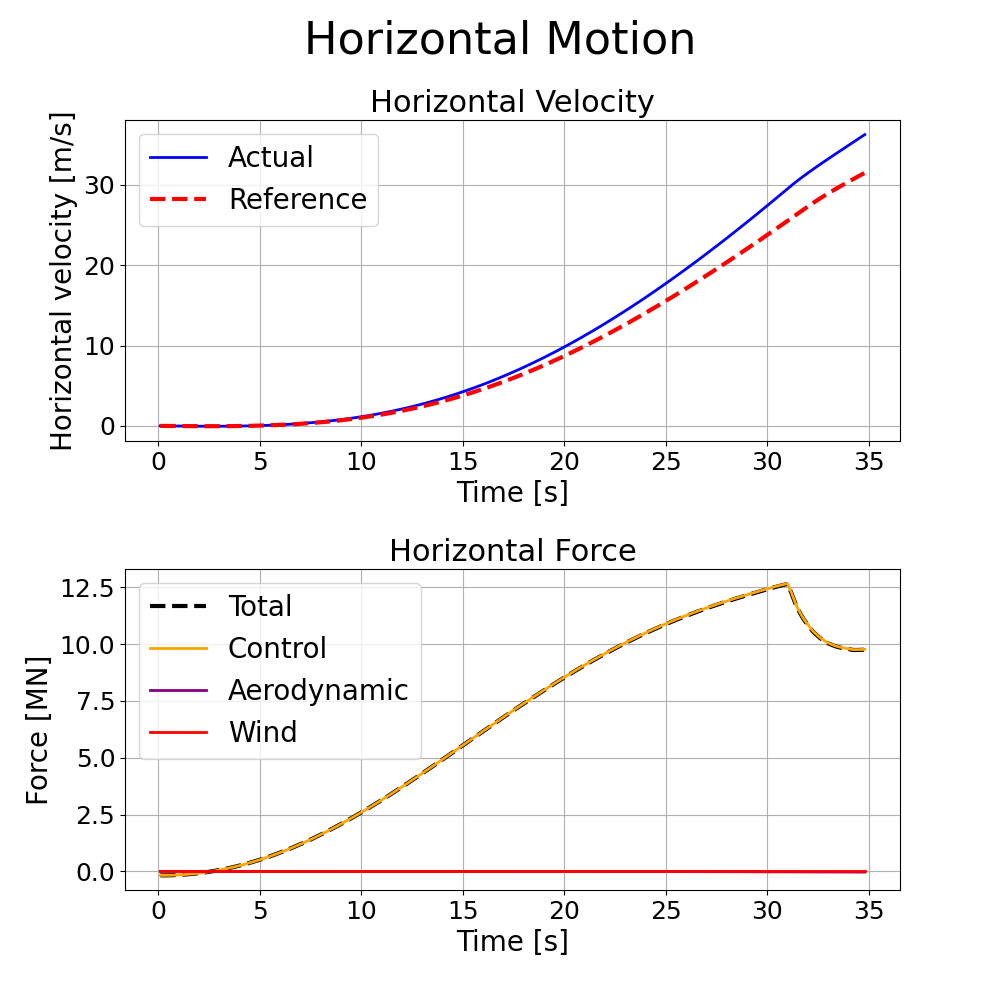 Horizontal Motion
Horizontal Velocity
Horizontal velocity [m/s]
30
20
10
0
Actual
Reference
0 5 10 15 20 25 30 35
Time [s]
Horizontal Force
Force [MN]
12.5
10.0
7.5
5.0
2.5
0.0
Total
Control
Aerodynamic
Wind
0 5 10 15 20 25 30 35
Time [s]